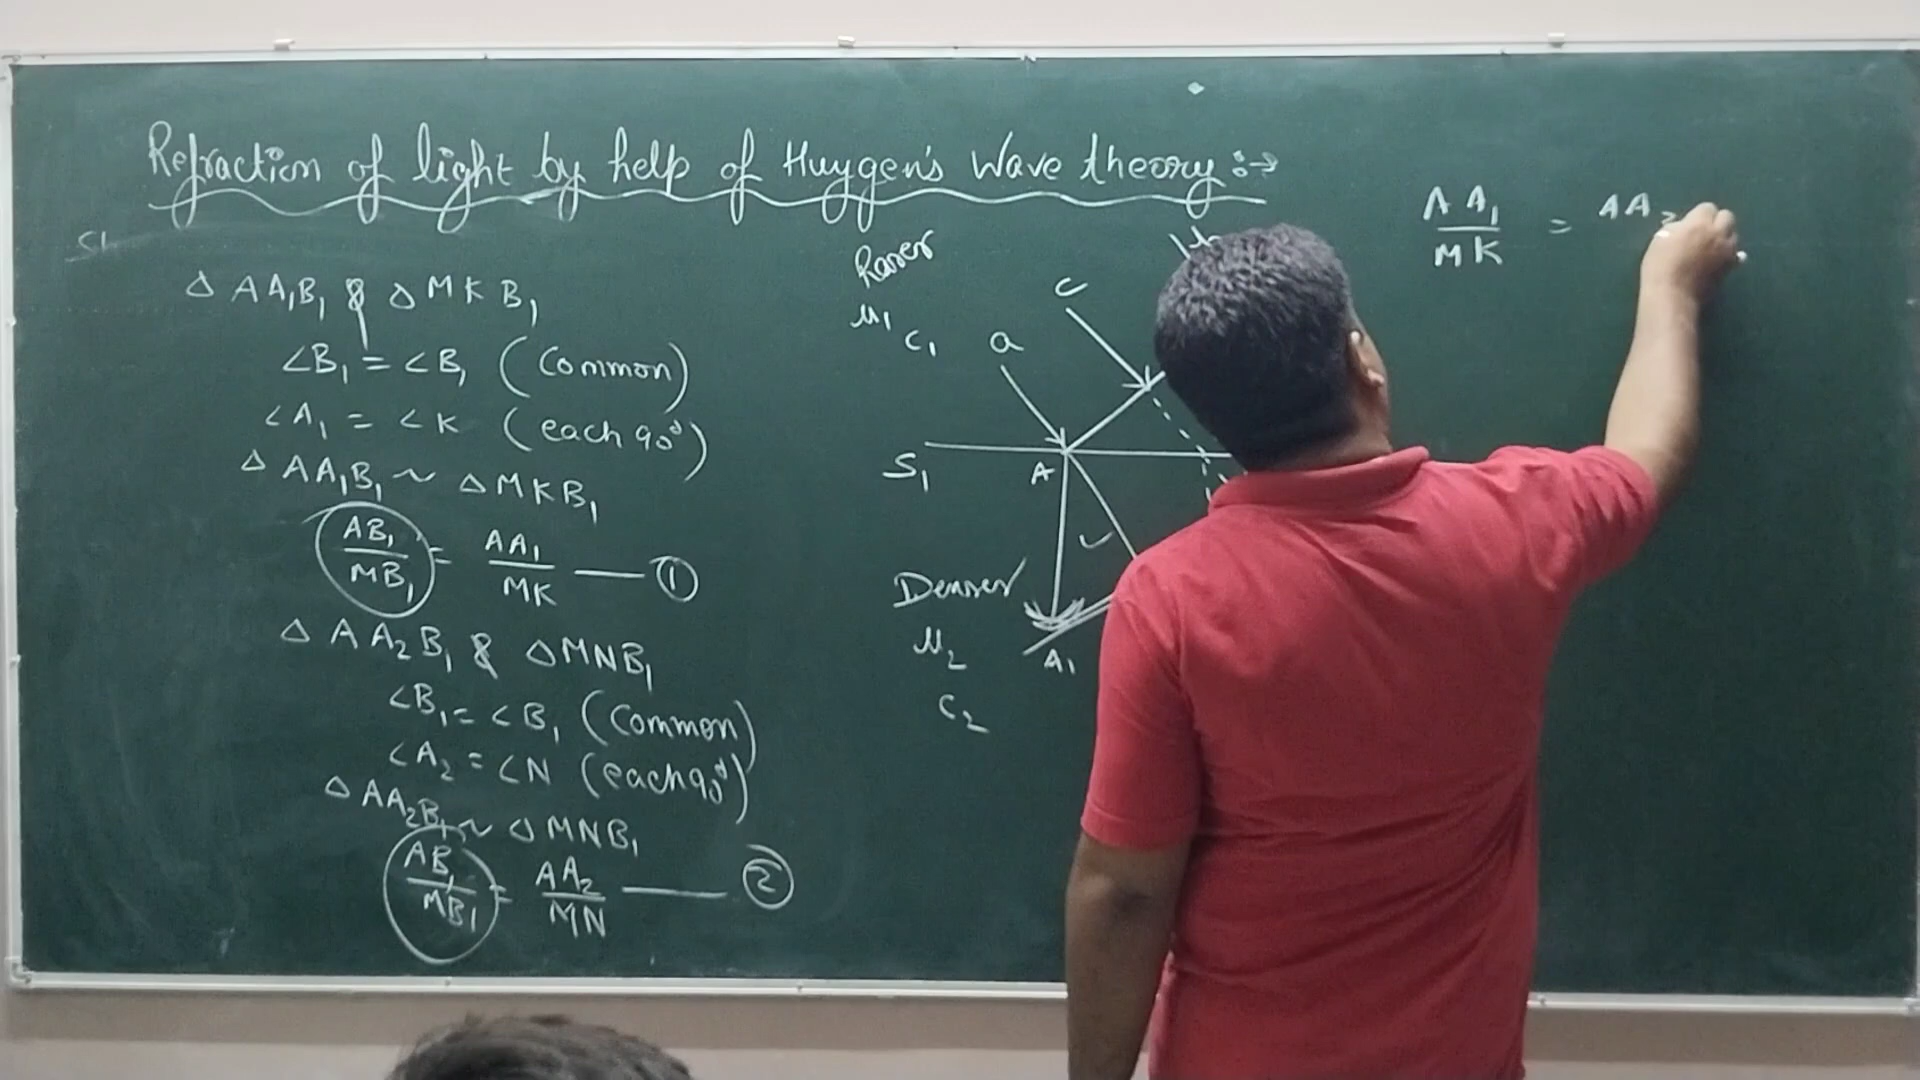 Refraction of light by help of Huygen's Wave theory :→
Δ AA₁B₁ & Δ MKB₁
∠B₁ = ∠B₁ (Common)
∠A₁ = ∠K (each 90°)
Δ AA₁B₁ ~ Δ MKB₁
AB₁/MB₁ = AA₁/MK — ①
Δ AA₂B₁ & Δ MNB₁
∠B₁ = ∠B₁ (Common)
∠A₂ = ∠N (each 90°)
Δ AA₂B₁ ~ Δ MNB₁
AB₁/MB₁ = AA₂/MN — ②
Rarer
μ₁
c₁
a
c
S₁
A
Denser
μ₂
A₁
c₂
AA₁/MK = AA₂